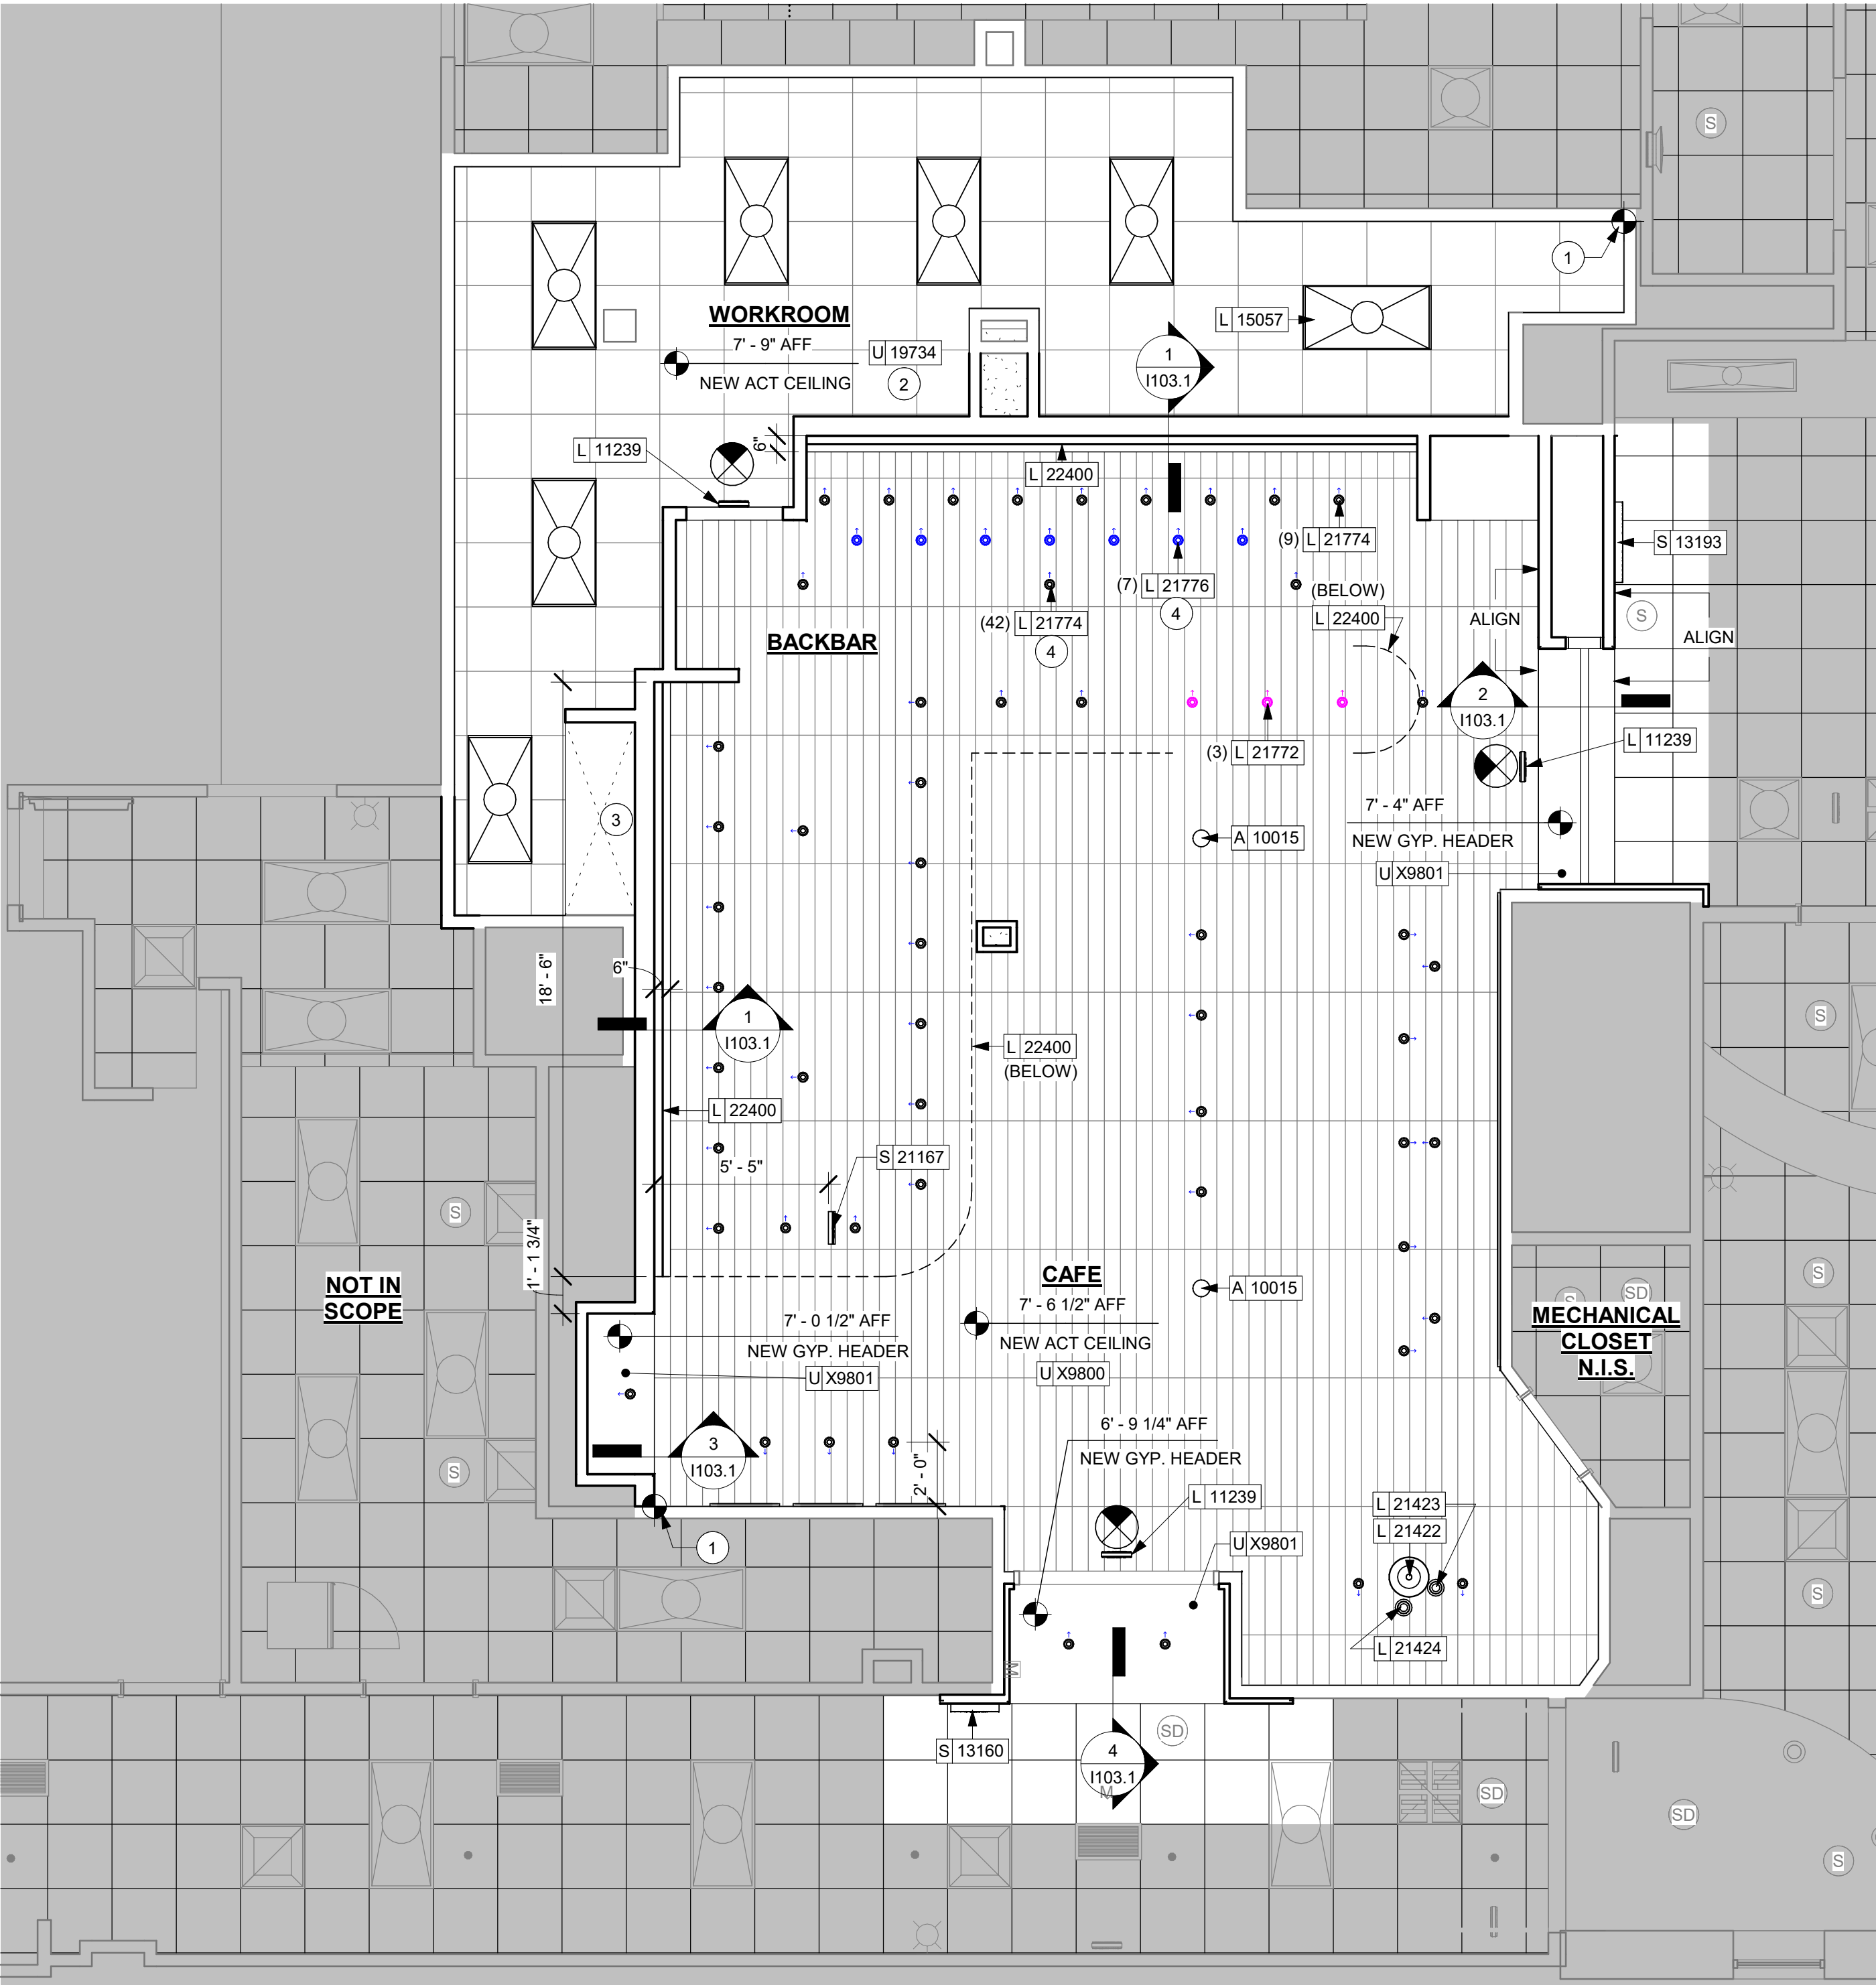 S
1
L 15057
WORKROOM
7' - 9" AFF
NEW ACT CEILING
U 19734
2
1
I103.1
L 11239
6"
L 22400
(9) L 21774
S 13193
(7) L 21776
4
(42) L 21774
4
(BELOW)
L 22400
ALIGN
S
ALIGN
BACKBAR
2
I103.1
(3) L 21772
L 11239
3
7' - 4" AFF
NEW GYP. HEADER
U X9801
A 10015
18' - 6"
6"
1
I103.1
S
L 22400
(BELOW)
L 22400
S 21167
5' - 5"
S
1' - 1 3/4"
NOT IN
SCOPE
CAFE
7' - 6 1/2" AFF
NEW ACT CEILING
U X9800
A 10015
S
S
SD
MECHANICAL
CLOSET
N.I.S.
7' - 0 1/2" AFF
NEW GYP. HEADER
U X9801
6' - 9 1/4" AFF
NEW GYP. HEADER
3
I103.1
2' - 0"
S
S
L 11239
L 21423
L 21422
U X9801
1
S
L 21424
M
S 13160
SD
4
I103.1
M
SD
SD
S